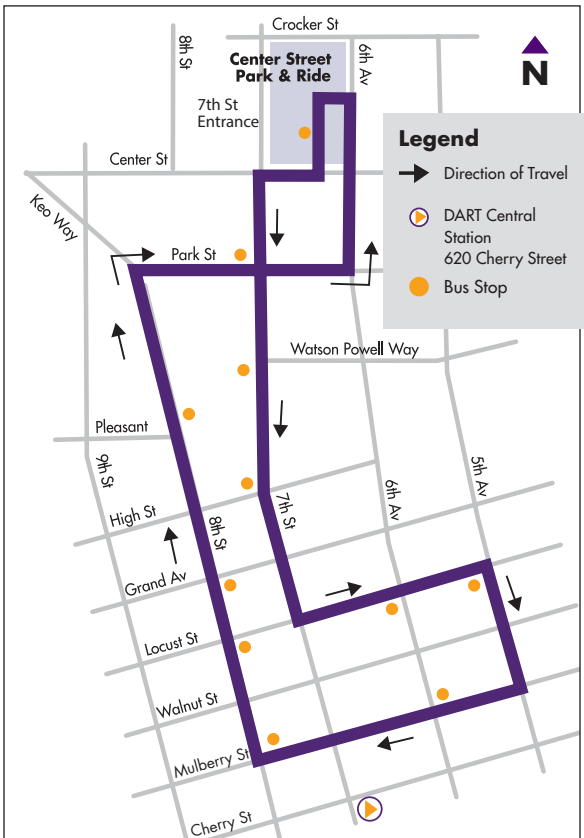 Crocker St
8th St
Center Street
Park & Ride
6th Av
N
7th St
Entrance
Legend
Direction of Travel
Center St
Keo Way
DART Central
Station
620 Cherry Street
Park St
Bus Stop
Watson Powell Way
Pleasant
9th St
High St
8th St
7th St
6th Av
5th Av
Grand Av
Locust St
Walnut St
Mulberry St
Cherry St